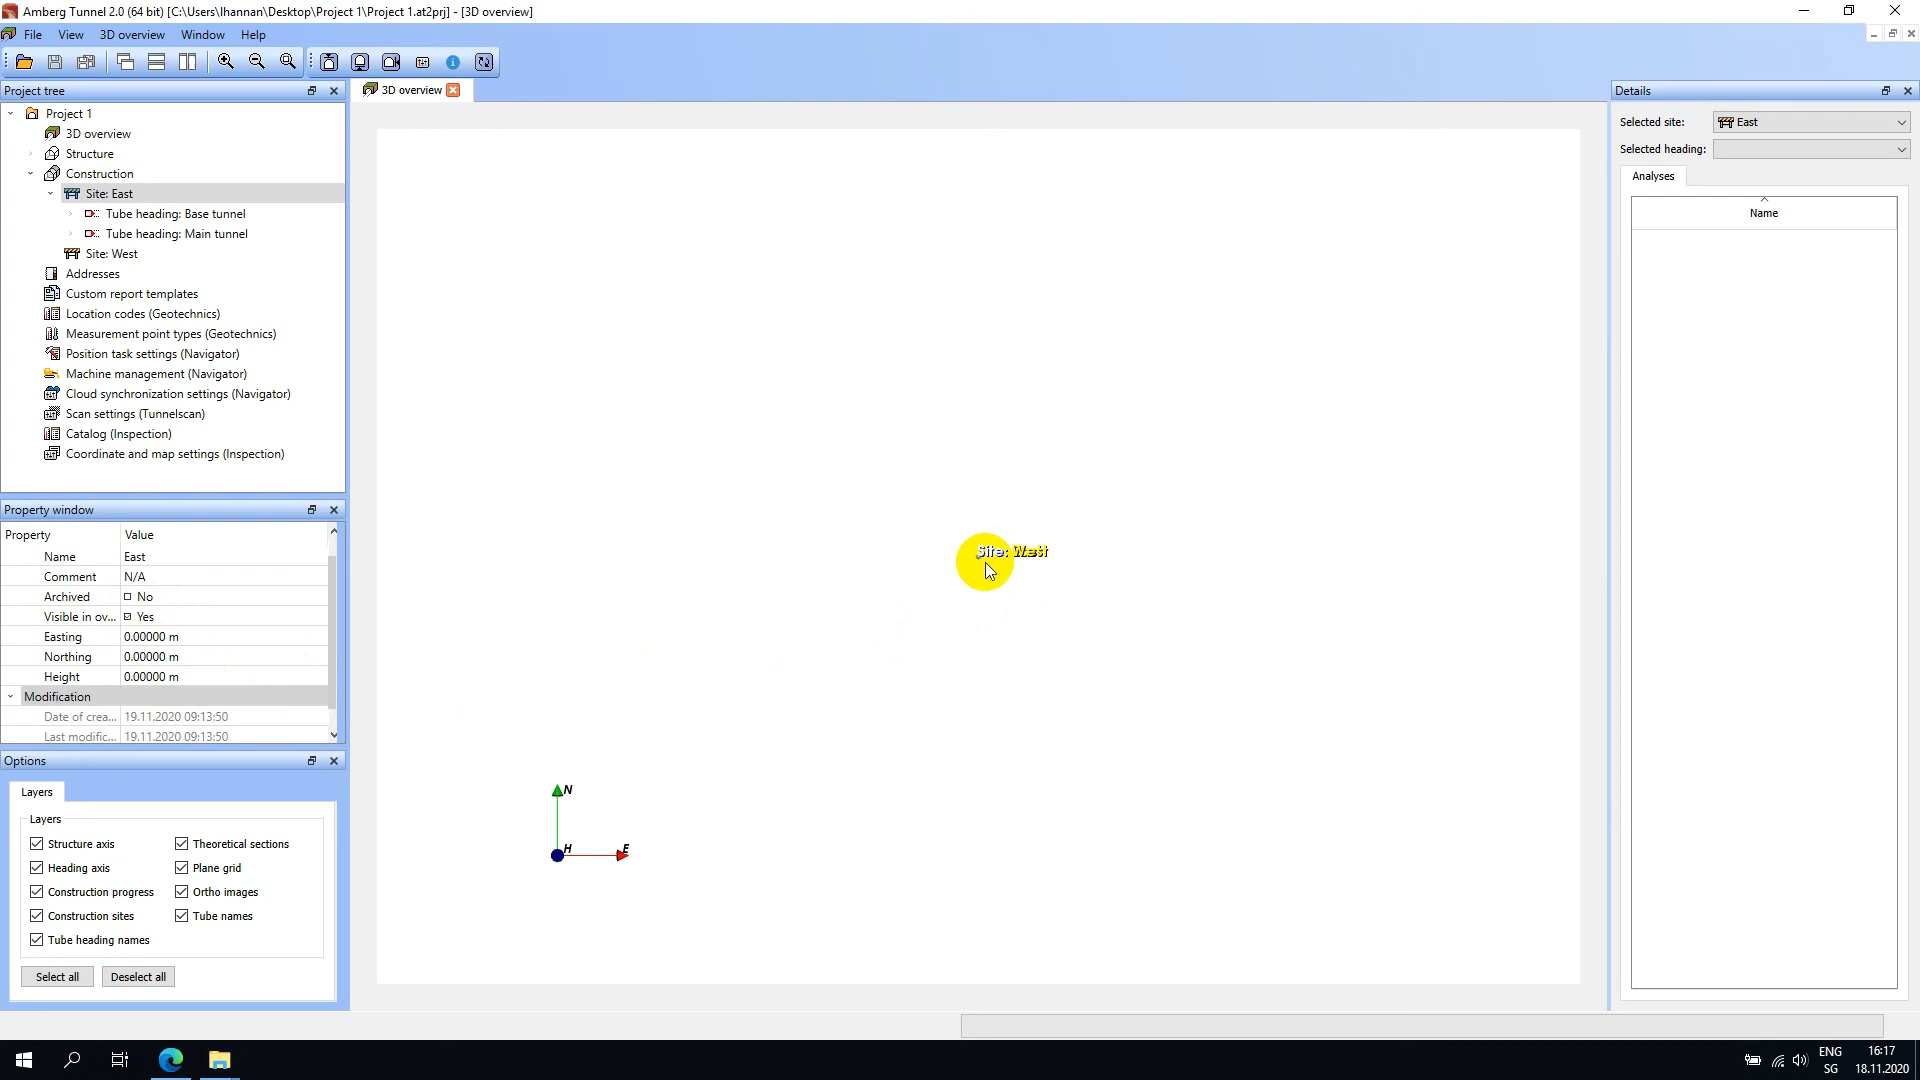 Amberg Tunnel 2.0 (64 bit) [C:\Users\lhannan\Desktop\Project 1\Project 1.at2prj] - [3D overview]
File View 3D overview Window Help
Project tree
Project 1
3D overview
Structure
Construction
Site: East
Tube heading: Base tunnel
Tube heading: Main tunnel
Site: West
Addresses
Custom report templates
Location codes (Geotechnics)
Measurement point types (Geotechnics)
Position task settings (Navigator)
Machine management (Navigator)
Cloud synchronization settings (Navigator)
Scan settings (Tunnelscan)
Catalog (Inspection)
Coordinate and map settings (Inspection)
Property window
Property Value
Name East
Comment N/A
Archived No
Visible in ov... Yes
Easting 0.00000 m
Northing 0.00000 m
Height 0.00000 m
Modification
Date of crea... 19.11.2020 09:13:50
Last modific... 19.11.2020 09:13:50
Options
Layers
Layers
Structure axis Theoretical sections
Heading axis Plane grid
Construction progress Ortho images
Construction sites Tube names
Tube heading names
Select all Deselect all
3D overview
Site: West
N
H E
Details
Selected site: East
Selected heading:
Analyses
Name
ENG 16:17
SG 18.11.2020